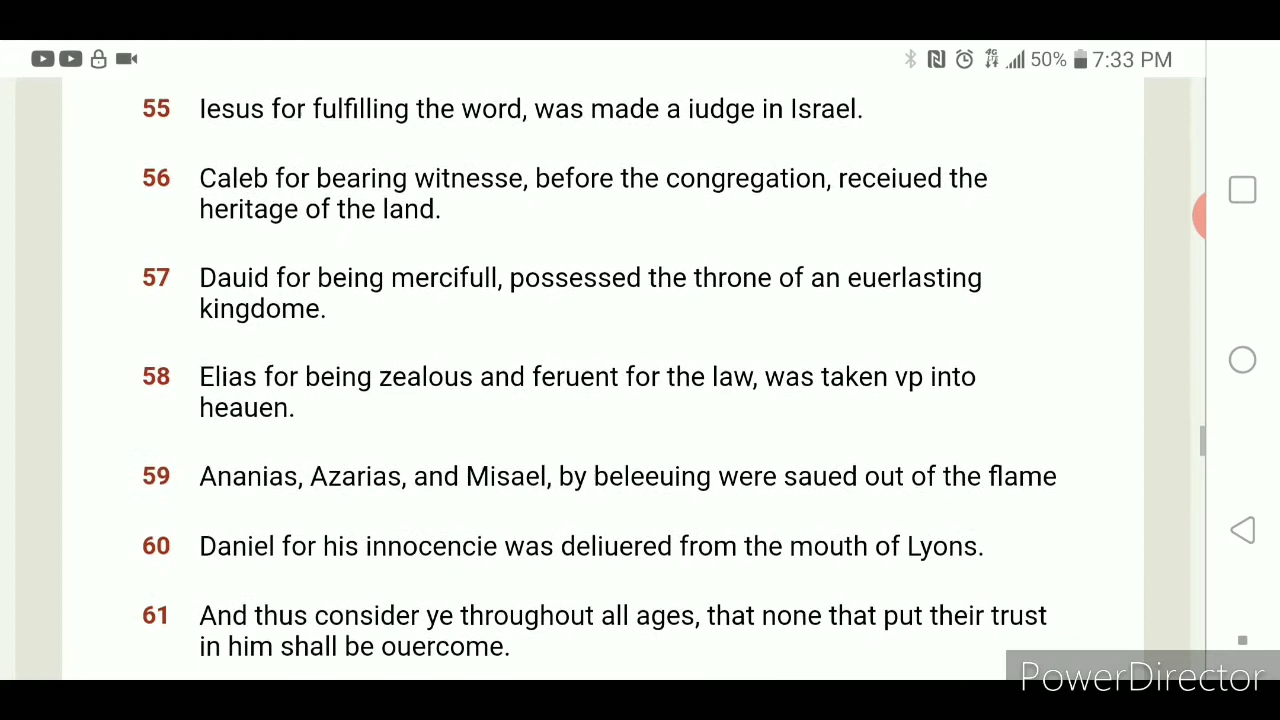 50% 7:33 PM
55 Iesus for fulfilling the word, was made a iudge in Israel.
56 Caleb for bearing witnesse, before the congregation, receiued the
heritage of the land.
57 Dauid for being mercifull, possessed the throne of an euerlasting
kingdome.
58 Elias for being zealous and feruent for the law, was taken vp into
heauen.
59 Ananias, Azarias, and Misael, by beleeuing were saued out of the flame
60 Daniel for his innocencie was deliuered from the mouth of Lyons.
61 And thus consider ye throughout all ages, that none that put their trust
in him shall be ouercome.
PowerDirector